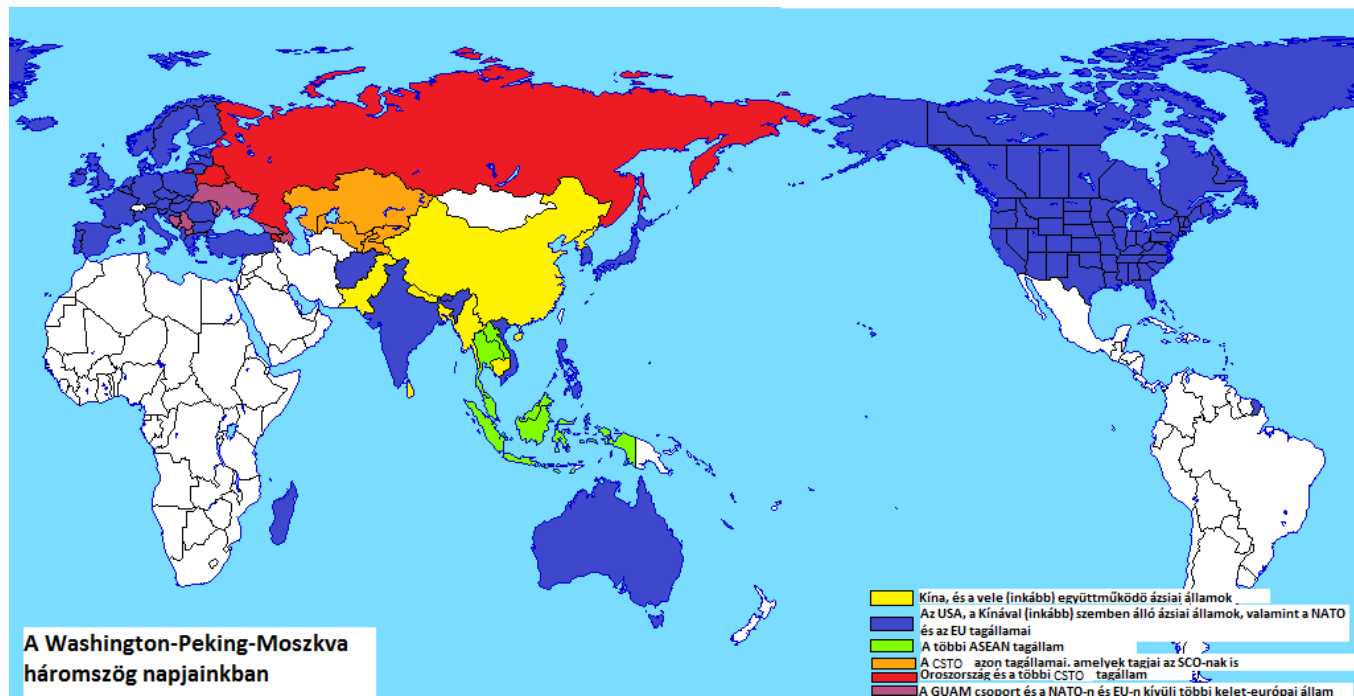 Kína, és a vele (inkább) együttműködö ázsiai államok
Az USA, a Kínával (inkább) szemben álló ázsiai államok, valamint a NATO
és az EU tagállamai
A többi ASEAN tagállam
A CSTO azon tagállamai, amelyek tagjai az SCO-nak is
Oroszország és a többi CSTO tagállam
A GUAM csoport és a NATO-n és EU-n kívüli többi kelet-európai állam
A Washington-Peking-Moszkva
háromszög napjainkban